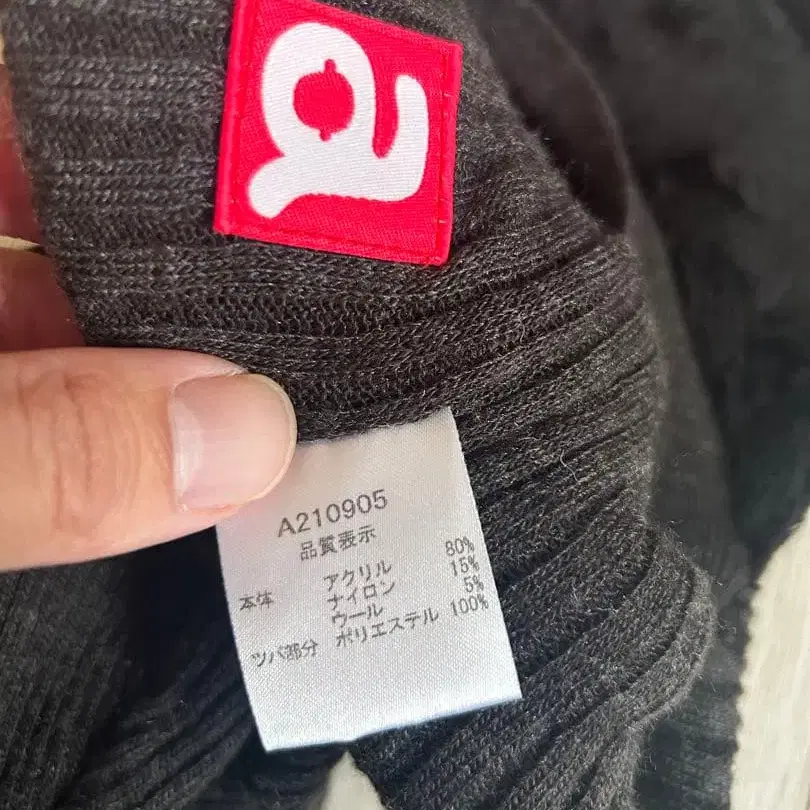 A210905
品質表示
本体 アクリル 80%
ナイロン 15%
ウール 5%
ツバ部分 ポリエステル 100%